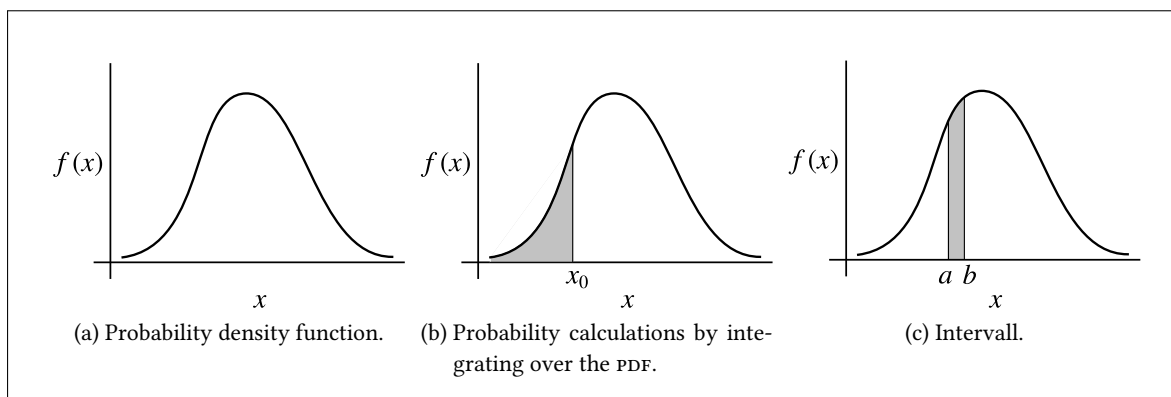 f(x)
x
(a) Probability density function.
f(x)
x₀
x
(b) Probability calculations by inte-
grating over the PDF.
f(x)
a b
x
(c) Intervall.